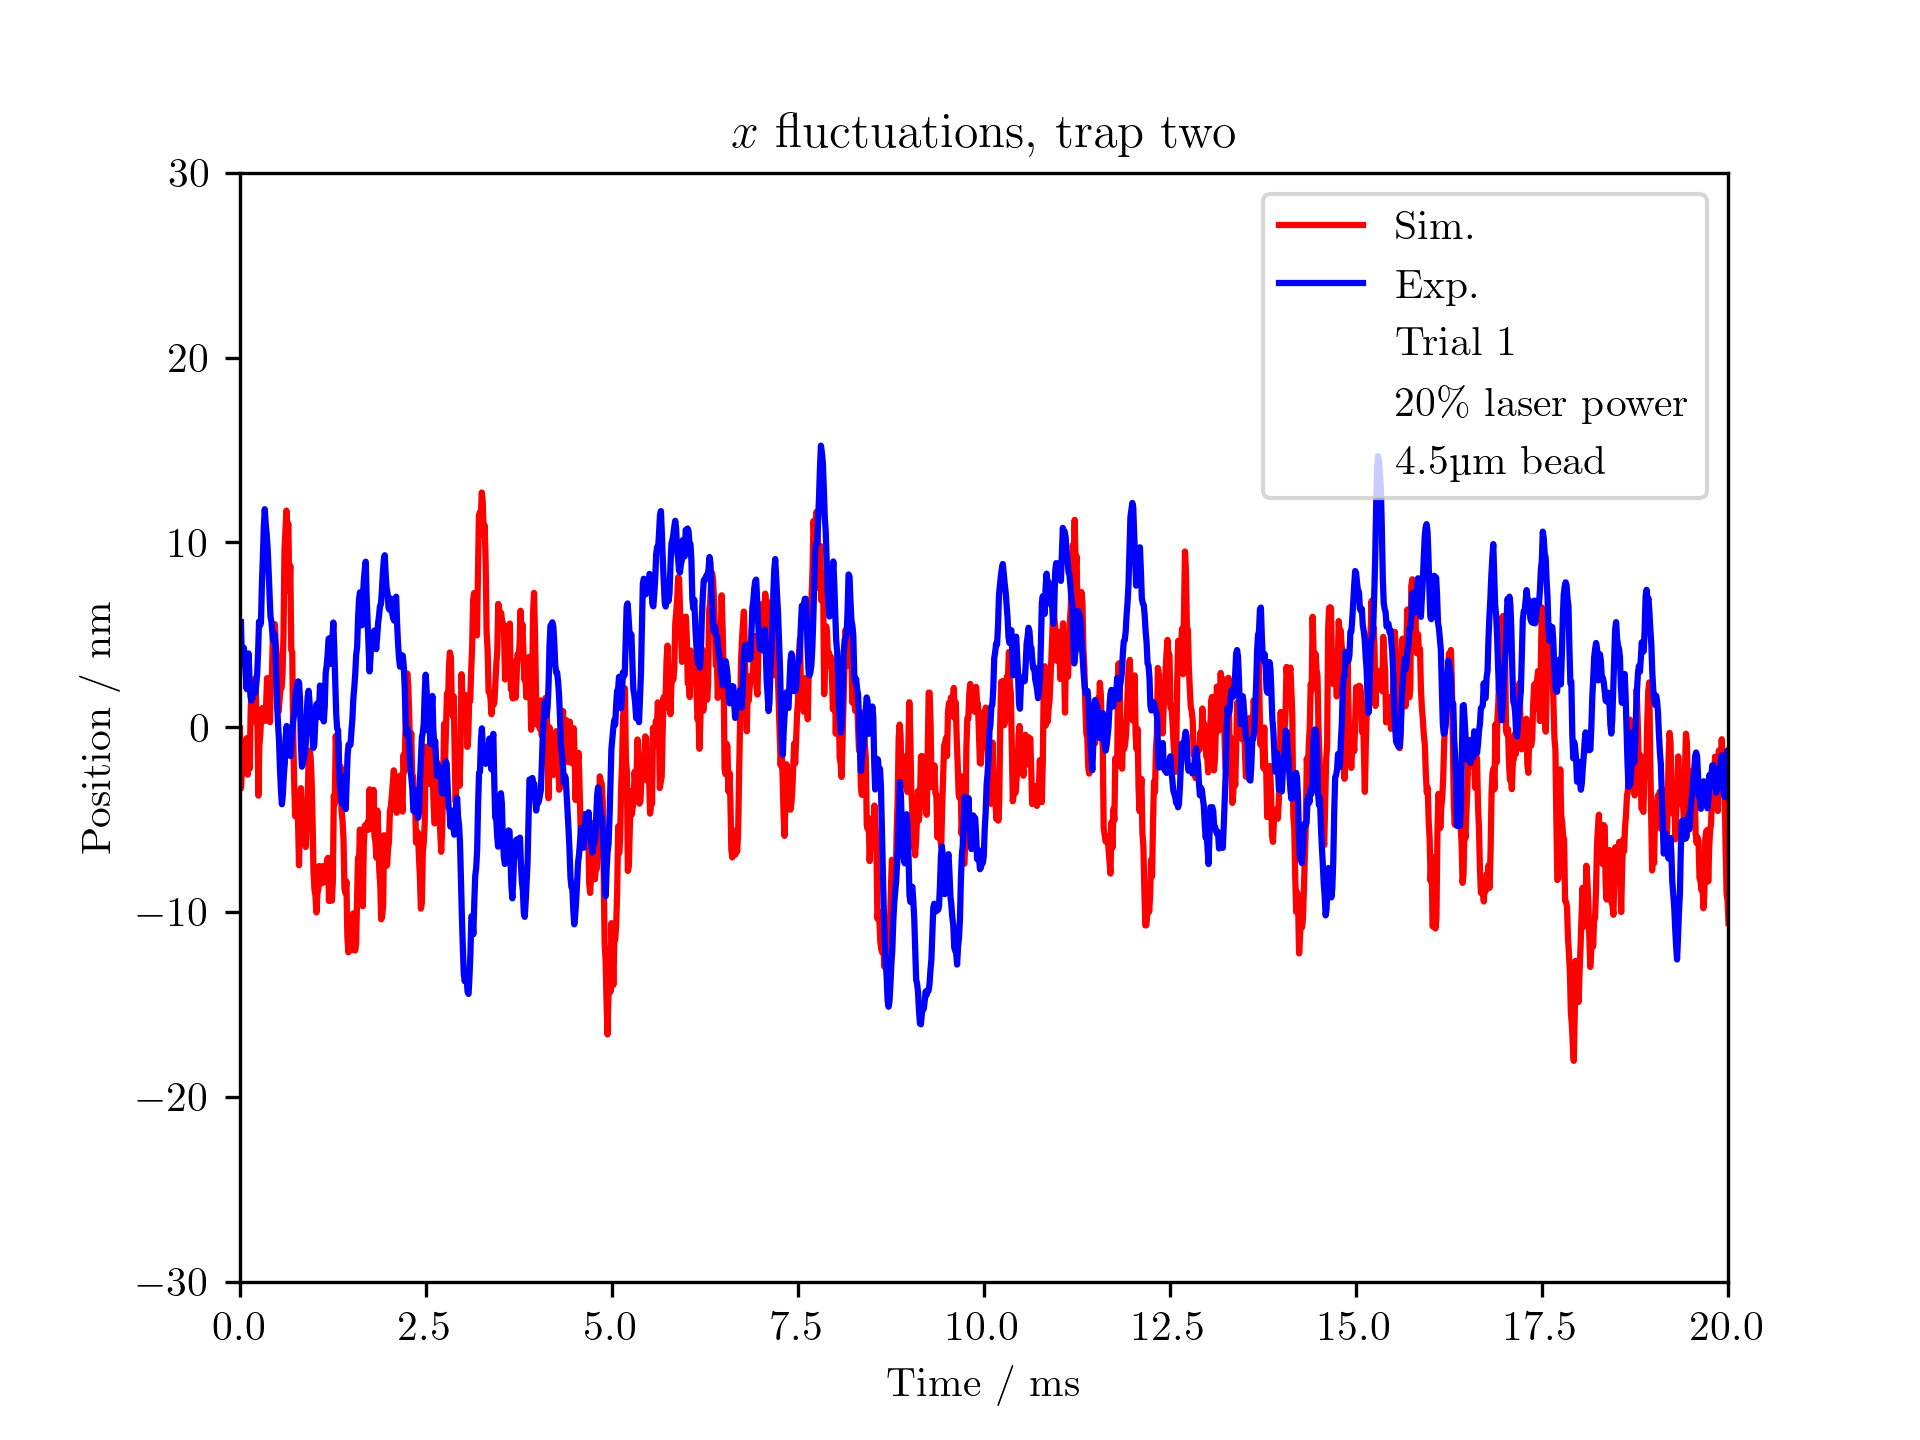 x fluctuations, trap two
30
20
10
0
−10
−20
−30
Position / nm
Sim.
Exp.
Trial 1
20% laser power
4.5µm bead
0.0 2.5 5.0 7.5 10.0 12.5 15.0 17.5 20.0
Time / ms